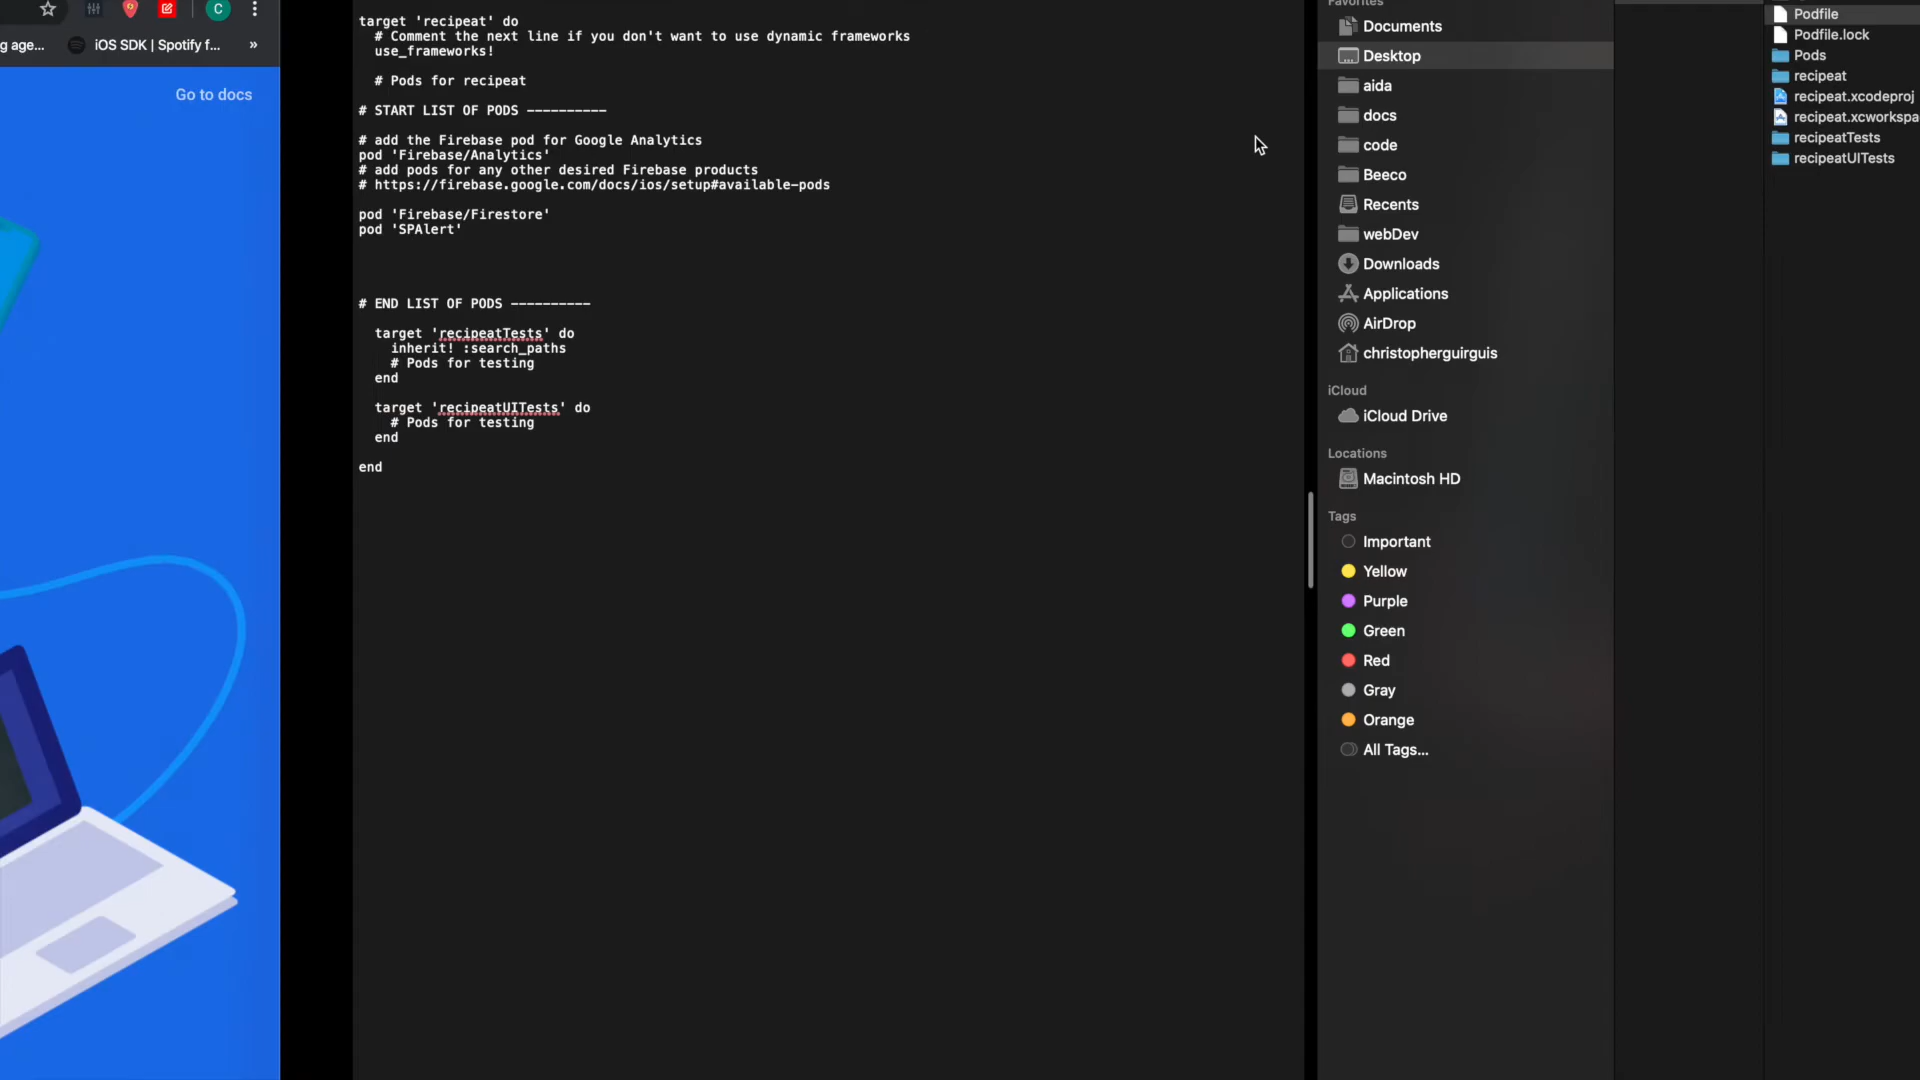 C
g age...
iOS SDK | Spotify f...
»
Go to docs
target 'recipeat' do
# Comment the next line if you don't want to use dynamic frameworks
use_frameworks!
# Pods for recipeat
# START LIST OF PODS ----------
# add the Firebase pod for Google Analytics
pod 'Firebase/Analytics'
# add pods for any other desired Firebase products
# https://firebase.google.com/docs/ios/setup#available-pods
pod 'Firebase/Firestore'
pod 'SPAlert'
# END LIST OF PODS ----------
target 'recipeatTests' do
inherit! :search_paths
# Pods for testing
end
target 'recipeatUITests' do
# Pods for testing
end
end
Favorites
Documents
Desktop
aida
docs
code
Beeco
Recents
webDev
Downloads
Applications
AirDrop
christopherguirguis
iCloud
iCloud Drive
Locations
Macintosh HD
Tags
Important
Yellow
Purple
Green
Red
Gray
Orange
All Tags...
Podfile
Podfile.lock
Pods
recipeat
recipeat.xcodeproj
recipeat.xcworkspa
recipeatTests
recipeatUITests